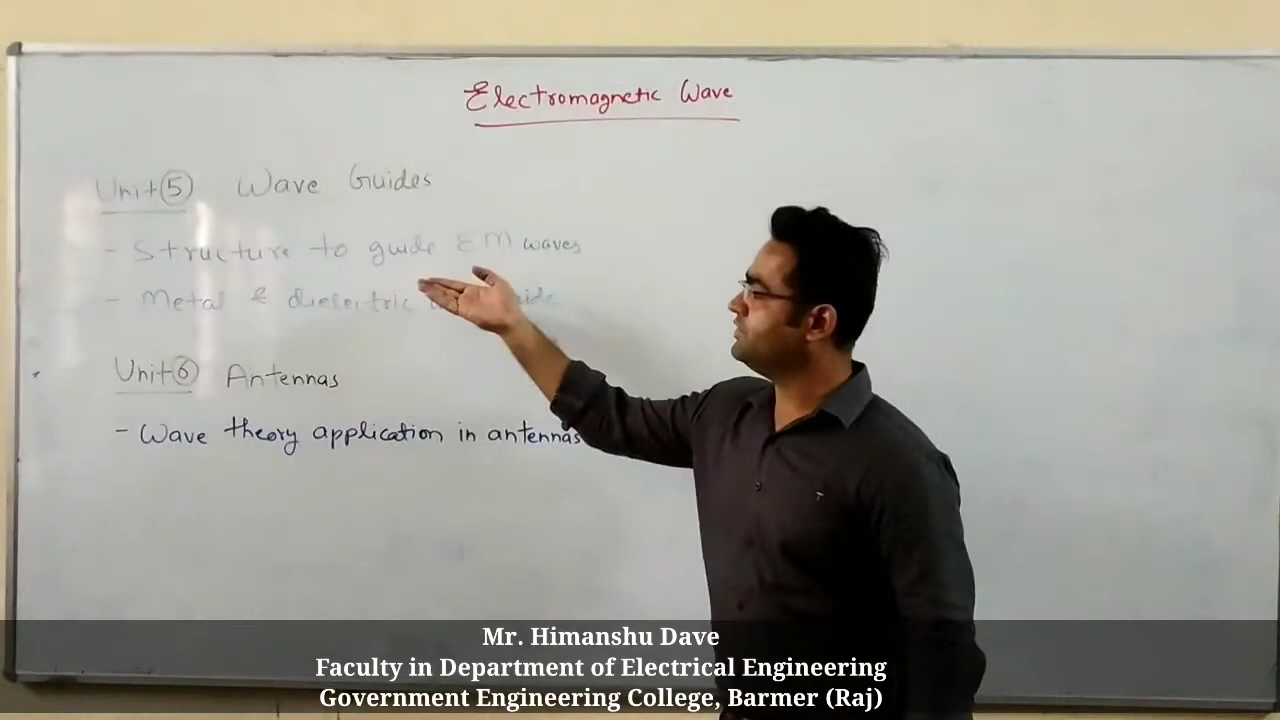 Electromagnetic Wave
Unit 5 Wave Guides
- Structure to guide EM waves
- Metal & dielectric
Unit 6 Antennas
- Wave theory application in antennas
Mr. Himanshu Dave
Faculty in Department of Electrical Engineering
Government Engineering College, Barmer (Raj)